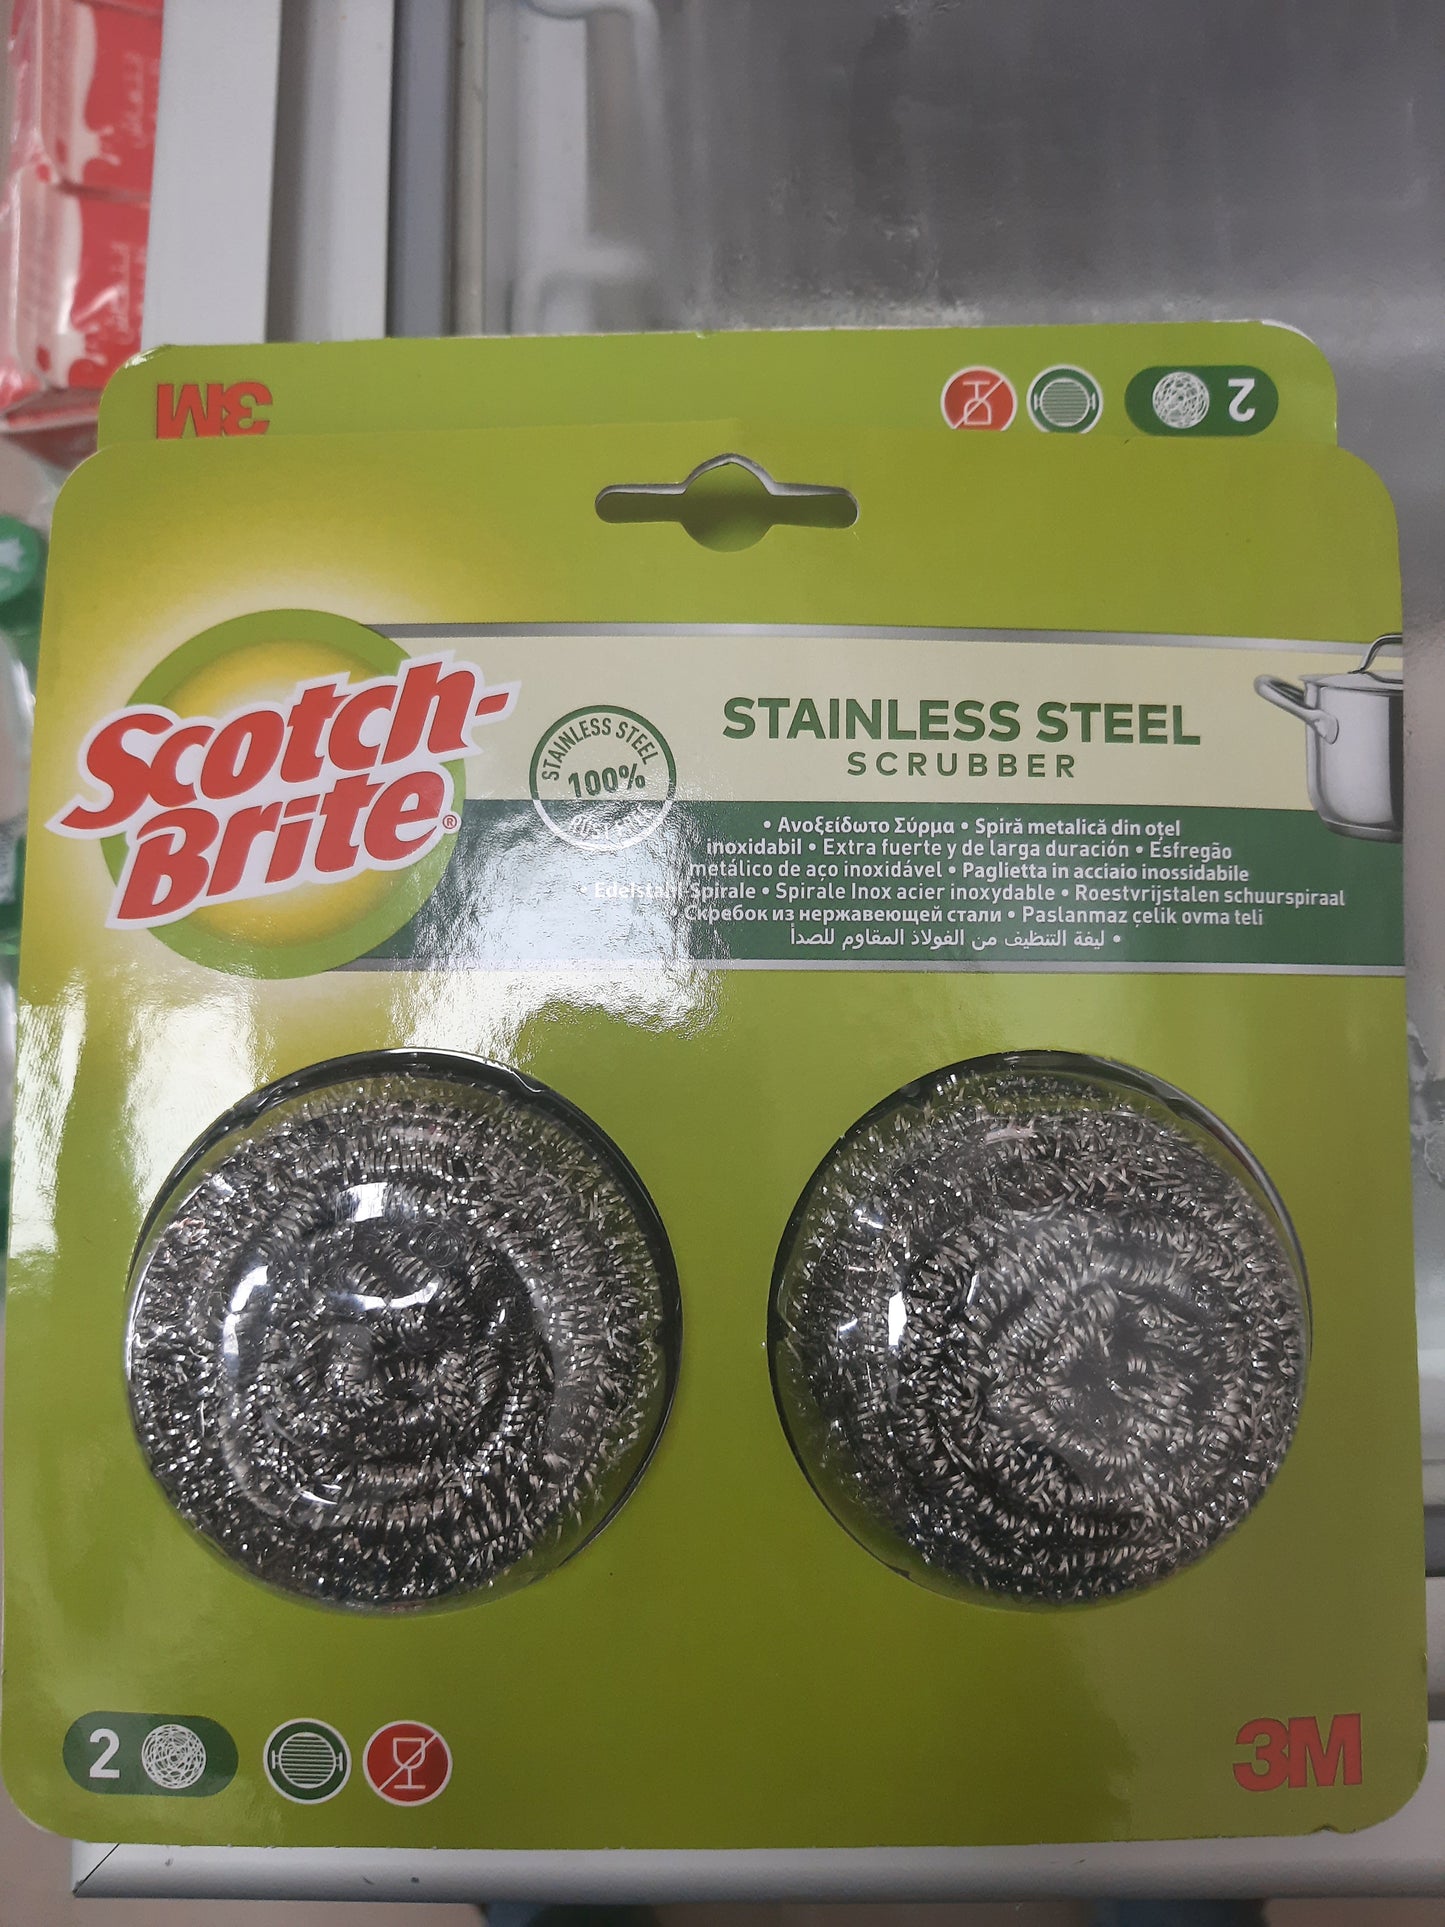 3M
2
Scotch-
Brite®
STAINLESS STEEL
100%
STAINLESS STEEL
SCRUBBER
• Ανοξείδωτο Σύρμα • Spiră metalică din oțel
inoxidabil • Extra fuerte y de larga duración • Esfregão
metálico de aço inoxidável • Paglietta in acciaio inossidabile
• Edelstahl-Spirale • Spirale Inox acier inoxydable • Roestvrijstalen schuurspiraal
• Скребок из нержавеющей стали • Paslanmaz çelik ovma teli
• ليفة التنظيف من الفولاذ المقاوم للصدأ
2
3M